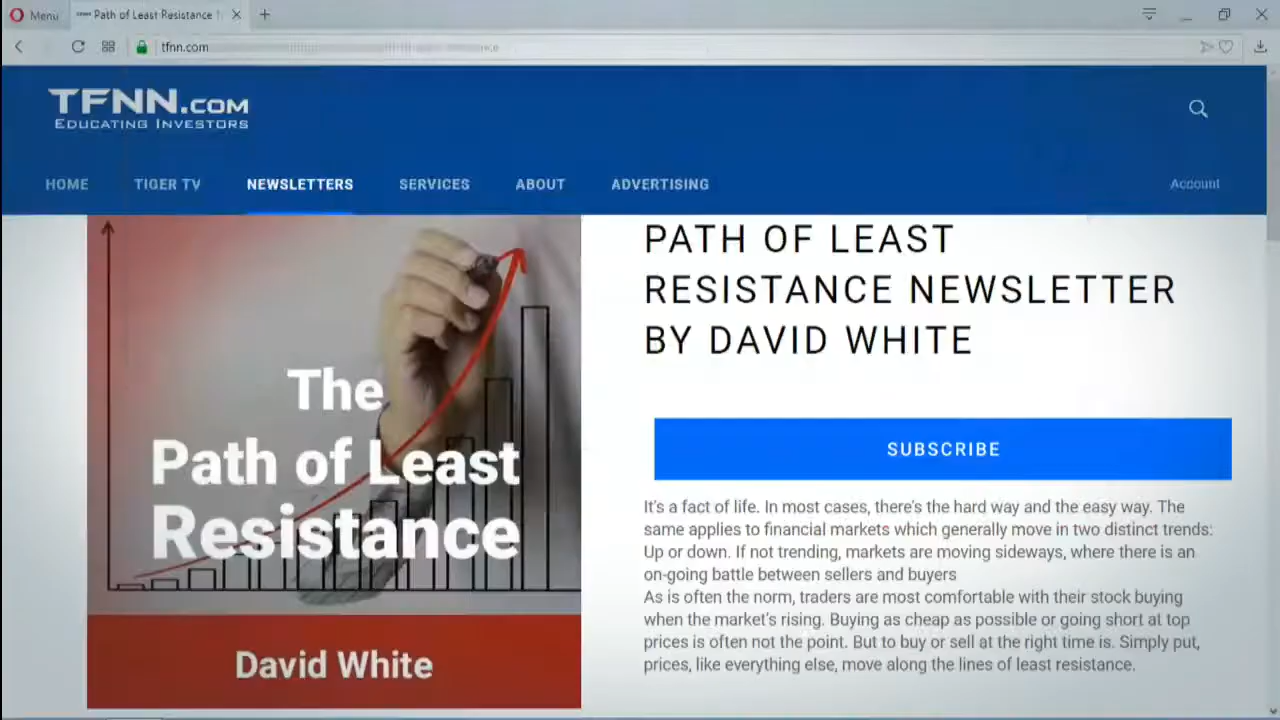 Menu
Path of Least Resistance
tfnn.com
TFNN.COM
EDUCATING INVESTORS
HOME TIGER TV NEWSLETTERS SERVICES ABOUT ADVERTISING
Account
The
Path of Least
Resistance
David White
PATH OF LEAST
RESISTANCE NEWSLETTER
BY DAVID WHITE
SUBSCRIBE
It's a fact of life. In most cases, there's the hard way and the easy way. The
same applies to financial markets which generally move in two distinct trends:
Up or down. If not trending, markets are moving sideways, where there is an
on-going battle between sellers and buyers
As is often the norm, traders are most comfortable with their stock buying
when the market's rising. Buying as cheap as possible or going short at top
prices is often not the point. But to buy or sell at the right time is. Simply put,
prices, like everything else, move along the lines of least resistance.